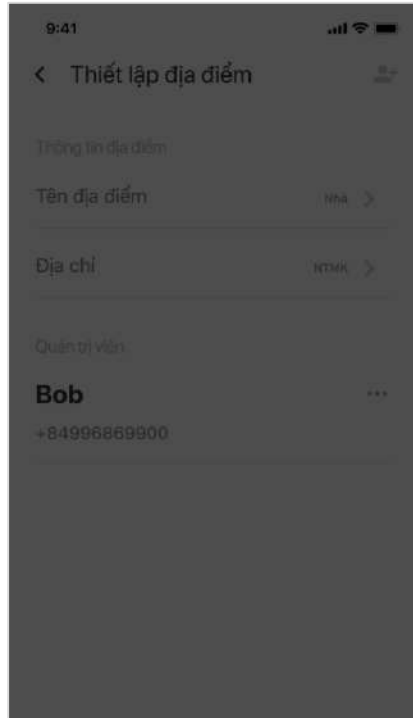 9:41
Thiết lập địa điểm
Thông tin địa điểm
Tên địa điểm Nhà
Địa chỉ NTMK
Quản trị viên
Bob
+84996869900